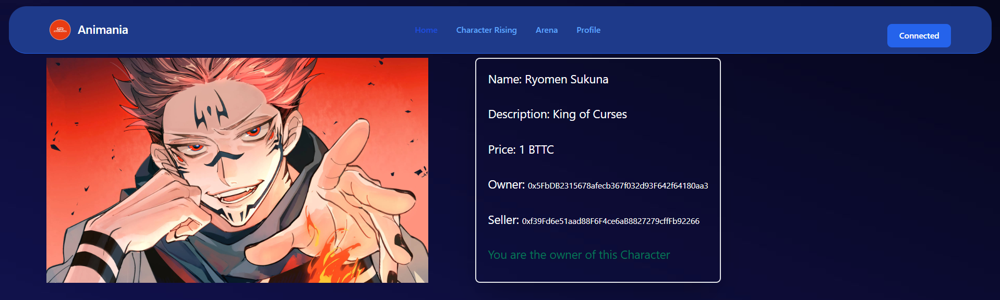 ANIMANIA
Animania
Home
Character Rising
Arena
Profile
Connected
Name: Ryomen Sukuna
Description: King of Curses
Price: 1 BTTC
Owner: 0x5FbDB2315678afecb367f032d93F642f64180aa3
Seller: 0xf39Fd6e51aad88F6F4ce6aB8827279cffFb92266
You are the owner of this Character